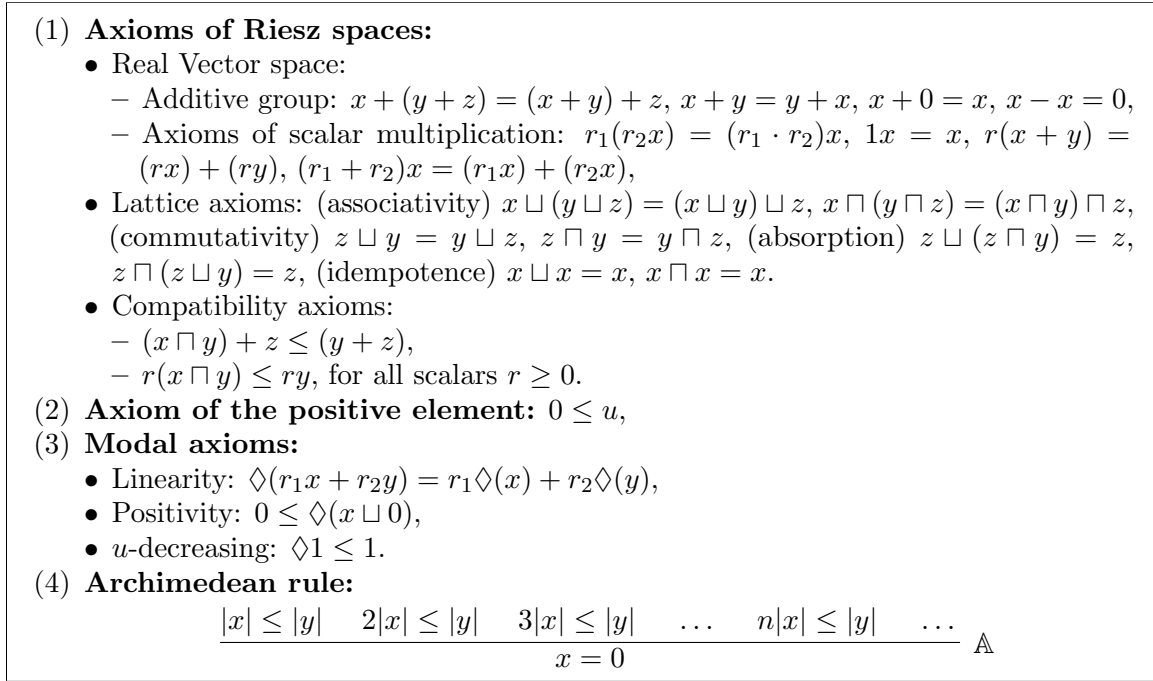 (1) Axioms of Riesz spaces:
• Real Vector space:
– Additive group: x + (y + z) = (x + y) + z, x + y = y + x, x + 0 = x, x − x = 0,
– Axioms of scalar multiplication: r₁(r₂x) = (r₁ · r₂)x, 1x = x, r(x + y) =
(rx) + (ry), (r₁ + r₂)x = (r₁x) + (r₂x),
• Lattice axioms: (associativity) x ⊔ (y ⊔ z) = (x ⊔ y) ⊔ z, x ⊓ (y ⊓ z) = (x ⊓ y) ⊓ z,
(commutativity) z ⊔ y = y ⊔ z, z ⊓ y = y ⊓ z, (absorption) z ⊔ (z ⊓ y) = z,
z ⊓ (z ⊔ y) = z, (idempotence) x ⊔ x = x, x ⊓ x = x.
• Compatibility axioms:
– (x ⊓ y) + z ≤ (y + z),
– r(x ⊓ y) ≤ ry, for all scalars r ≥ 0.
(2) Axiom of the positive element: 0 ≤ u,
(3) Modal axioms:
• Linearity: ◊(r₁x + r₂y) = r₁◊(x) + r₂◊(y),
• Positivity: 0 ≤ ◊(x ⊔ 0),
• u-decreasing: ◊1 ≤ 1.
(4) Archimedean rule:
|x| ≤ |y| 2|x| ≤ |y| 3|x| ≤ |y| … n|x| ≤ |y| …
x = 0 𝔸